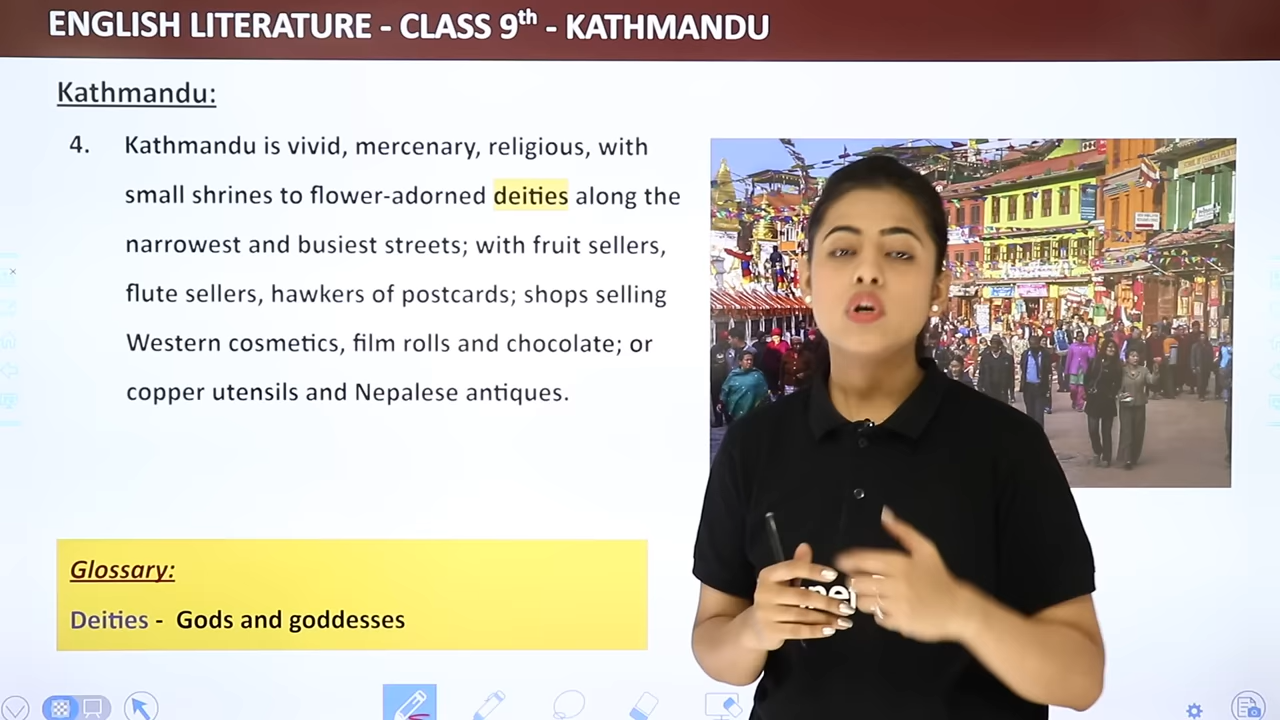 ENGLISH LITERATURE - CLASS 9th - KATHMANDU
Kathmandu:
4. Kathmandu is vivid, mercenary, religious, with
small shrines to flower-adorned deities along the
narrowest and busiest streets; with fruit sellers,
flute sellers, hawkers of postcards; shops selling
Western cosmetics, film rolls and chocolate; or
copper utensils and Nepalese antiques.
Glossary:
Deities - Gods and goddesses